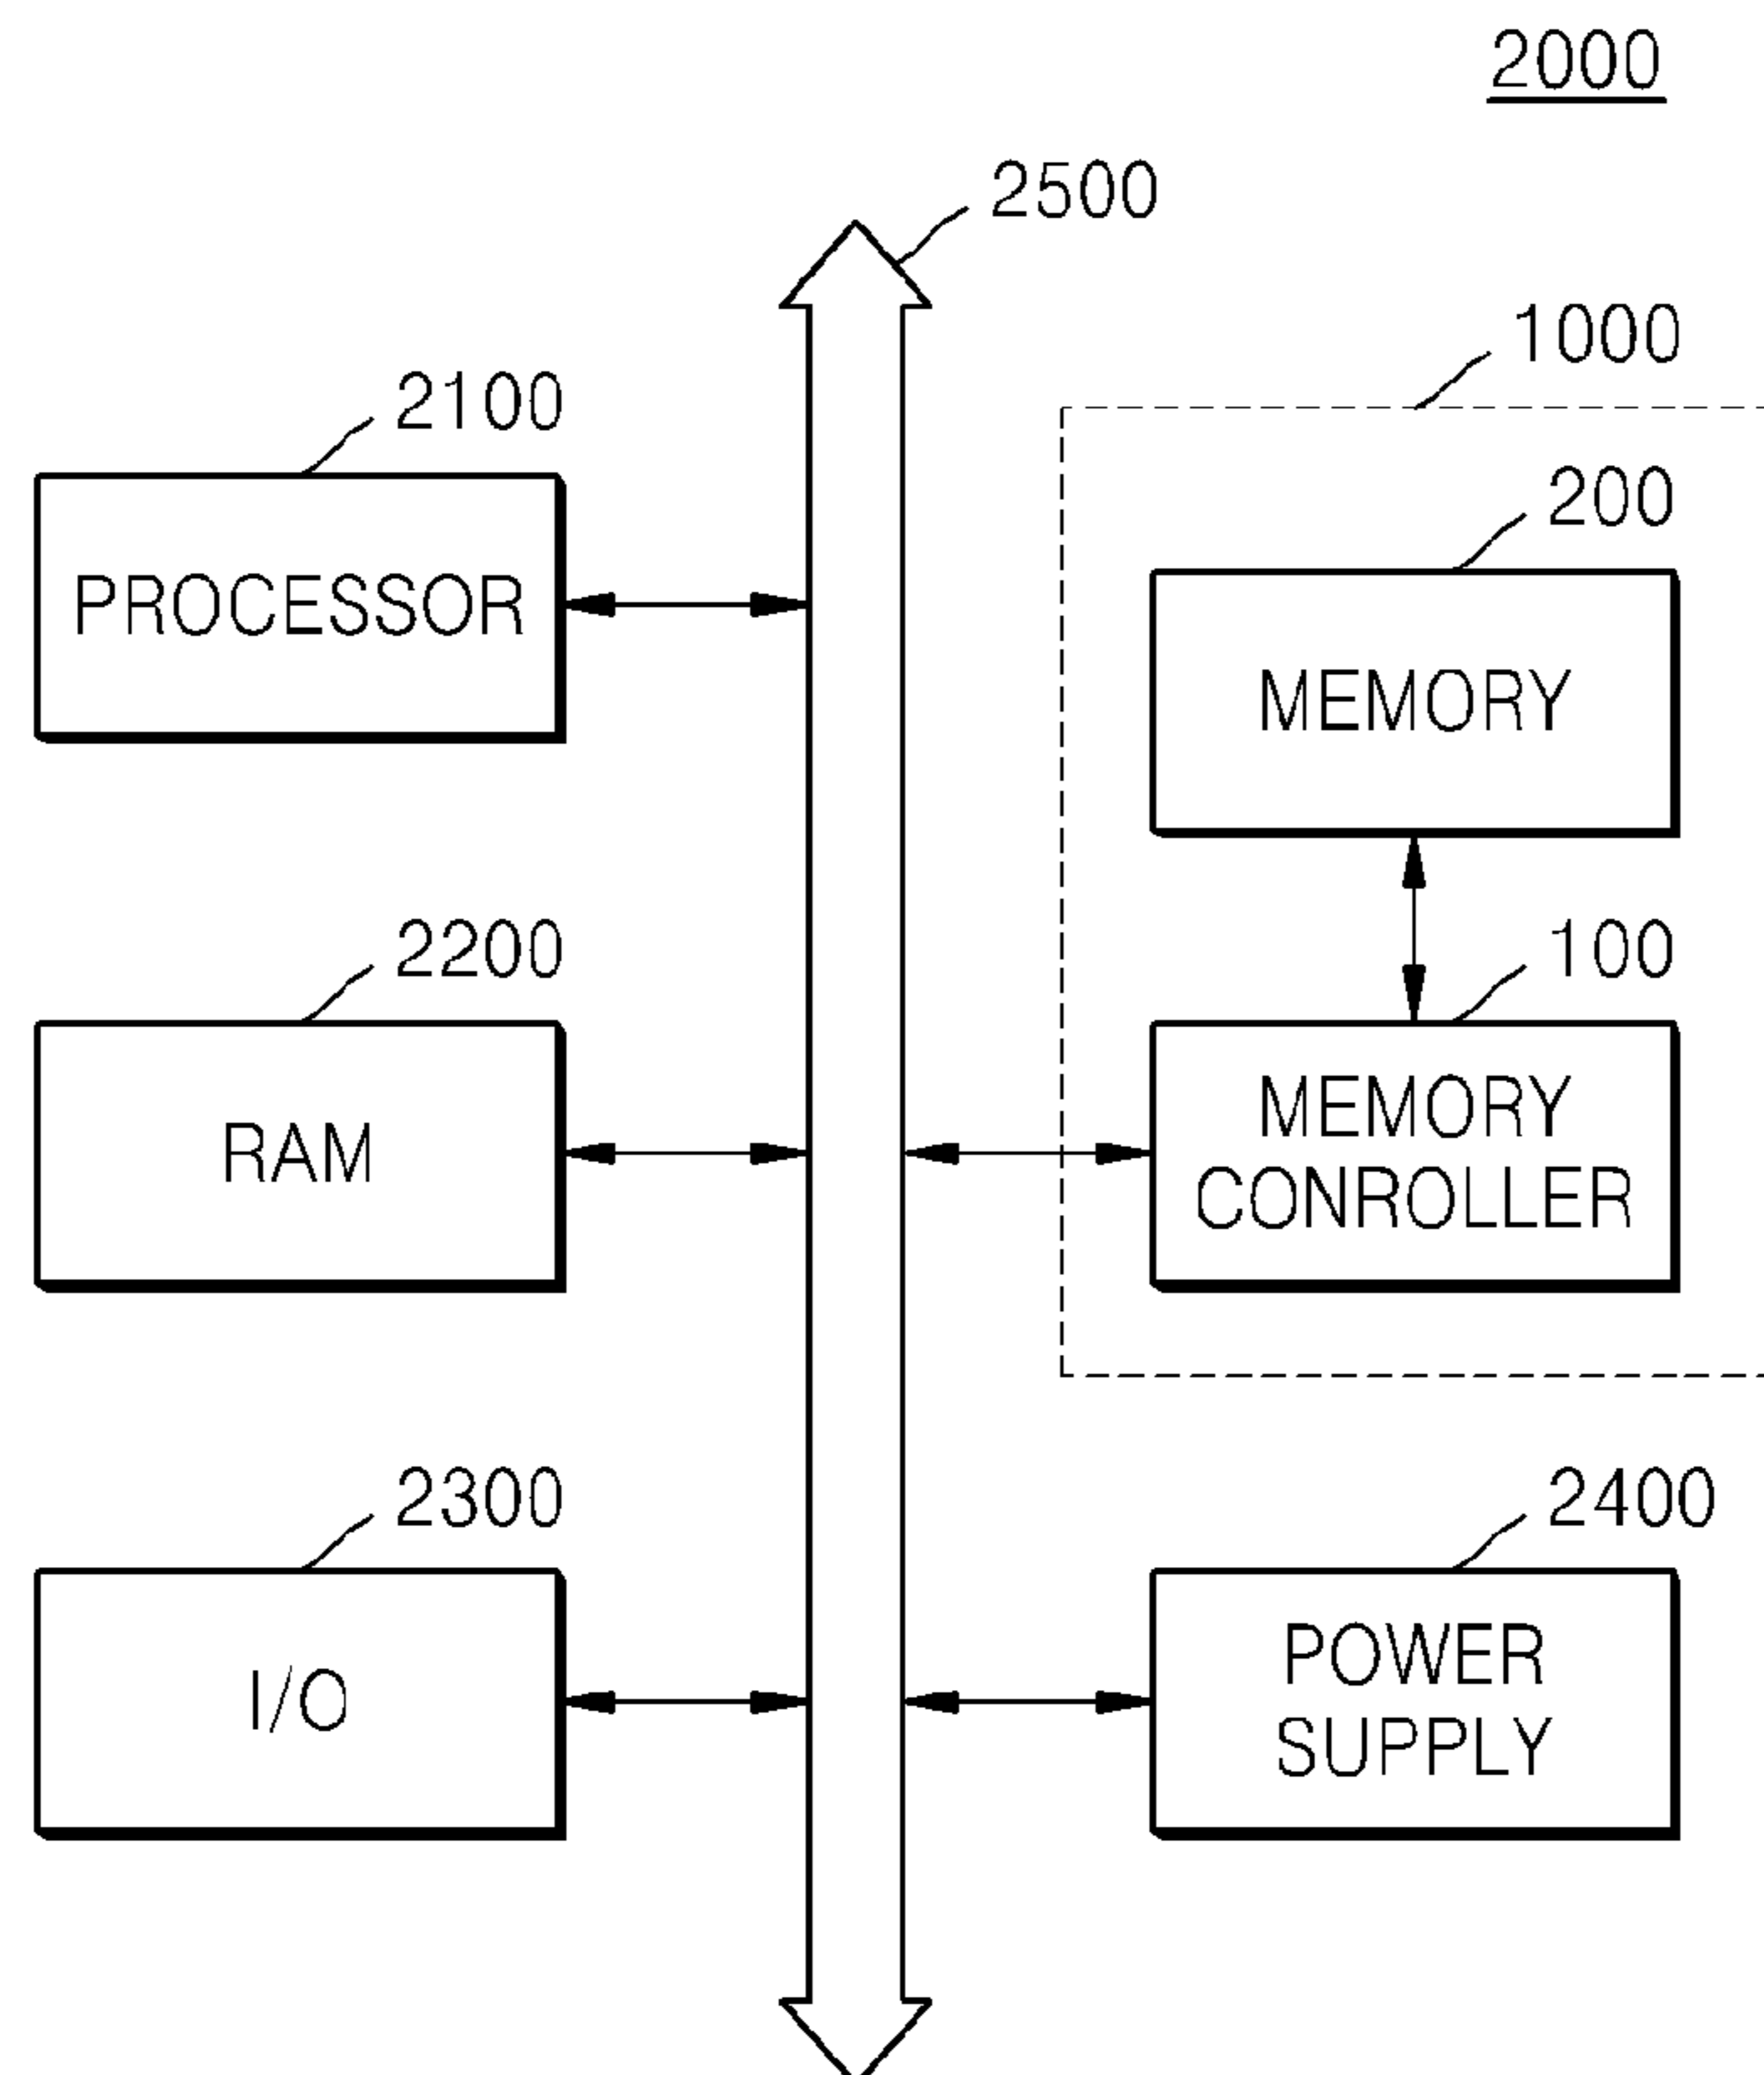 2000
2500
1000
2100
200
PROCESSOR
MEMORY
2200
100
RAM
MEMORY
CONROLLER
2300
2400
I/O
POWER
SUPPLY